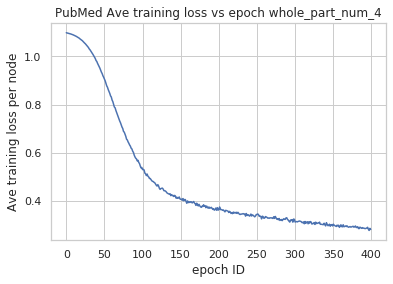 PubMed Ave training loss vs epoch whole_part_num_4
Ave training loss per node
1.0
0.8
0.6
0.4
0 50 100 150 200 250 300 350 400
epoch ID